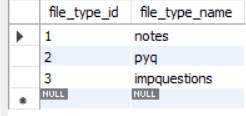 file_type_id file_type_name
1 notes
2 pyq
3 impquestions
NULL NULL